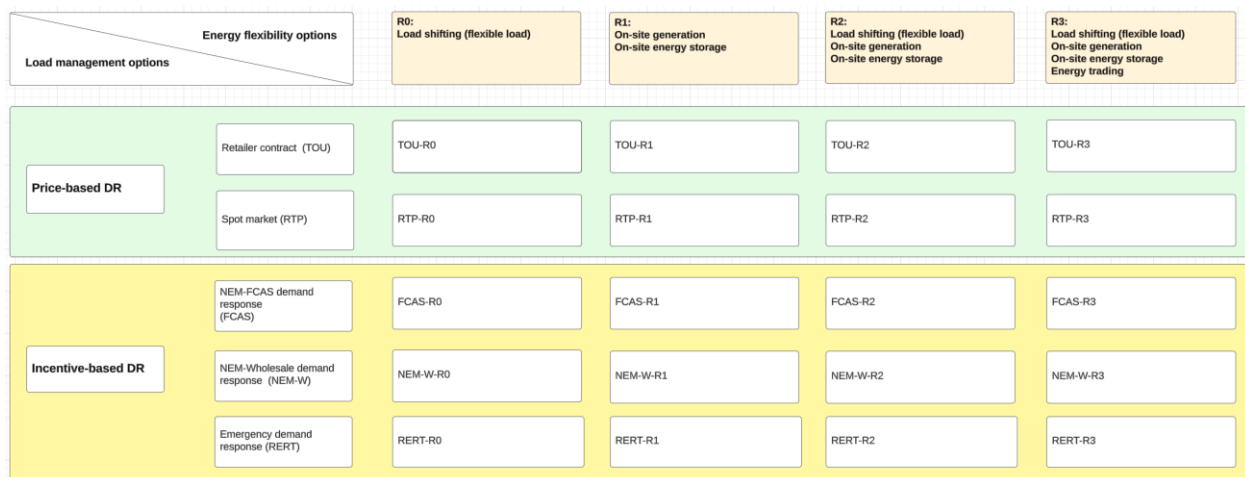 Energy flexibility options
Load management options
R0:
Load shifting (flexible load)
R1:
On-site generation
On-site energy storage
R2:
Load shifting (flexible load)
On-site generation
On-site energy storage
R3:
Load shifting (flexible load)
On-site generation
On-site energy storage
Energy trading
Price-based DR
Retailer contract  (TOU)
TOU-R0
TOU-R1
TOU-R2
TOU-R3
Spot market (RTP)
RTP-R0
RTP-R1
RTP-R2
RTP-R3
Incentive-based DR
NEM-FCAS demand
response
(FCAS)
FCAS-R0
FCAS-R1
FCAS-R2
FCAS-R3
NEM-Wholesale demand
response  (NEM-W)
NEM-W-R0
NEM-W-R1
NEM-W-R2
NEM-W-R3
Emergency demand
response (RERT)
RERT-R0
RERT-R1
RERT-R2
RERT-R3